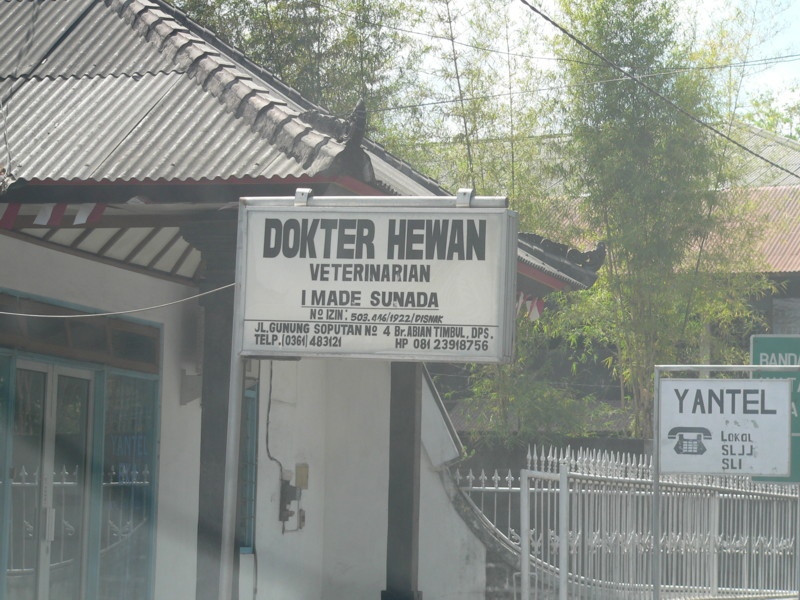 DOKTER HEWAN
VETERINARIAN
I MADE SUNADA
Nº IZIN: 503.446/1922/DISNAK
JL.GUNUNG SOPUTAN Nº 4 Br.ABIAN TIMBUL, DPS.
TELP.(0361) 483121 HP 081 23918756
BANDA
YANTEL
LOKAL
SLJJ
SLI